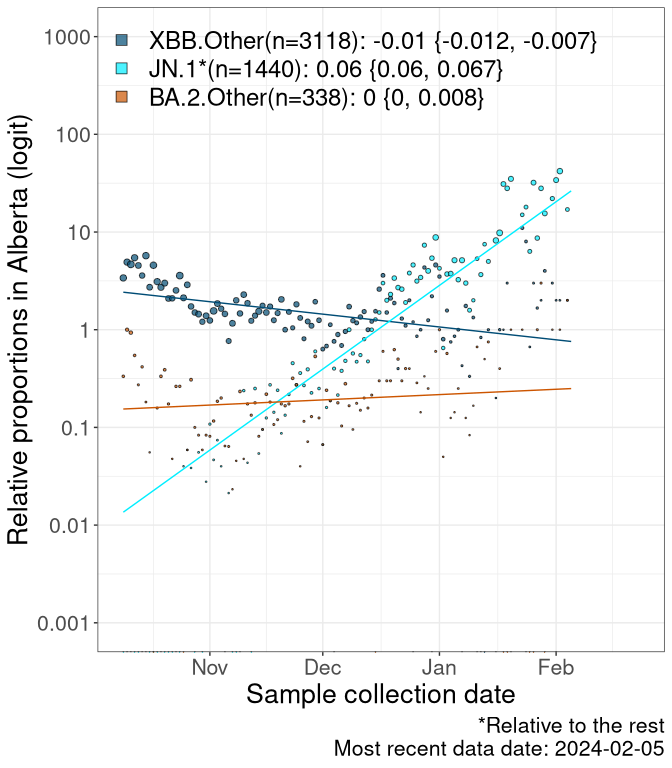 XBB.Other(n=3118): -0.01 {-0.012, -0.007}
JN.1*(n=1440): 0.06 {0.06, 0.067}
BA.2.Other(n=338): 0 {0, 0.008}
Relative proportions in Alberta (logit)
1000
100
10
1
0.1
0.01
0.001
Nov Dec Jan Feb
Sample collection date
*Relative to the rest
Most recent data date: 2024-02-05